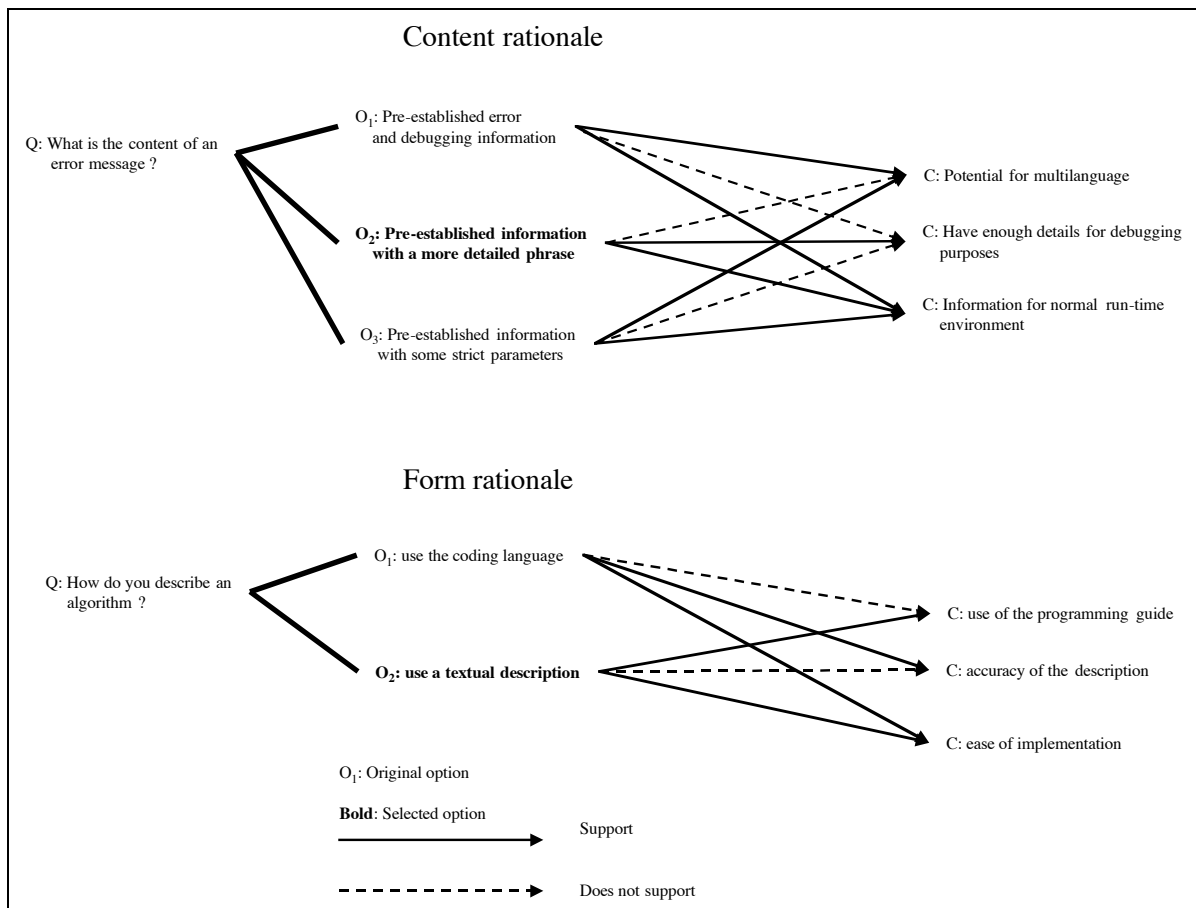 Content rationale
Q: What is the content of an
error message ?
O1: Pre-established error
and debugging information
O2: Pre-established information
with a more detailed phrase
O3: Pre-established information
with some strict parameters
C: Potential for multilanguage
C: Have enough details for debugging
purposes
C: Information for normal run-time
environment
Form rationale
Q: How do you describe an
algorithm ?
O1: use the coding language
O2: use a textual description
C: use of the programming guide
C: accuracy of the description
C: ease of implementation
O1: Original option
Bold: Selected option
Support
Does not support